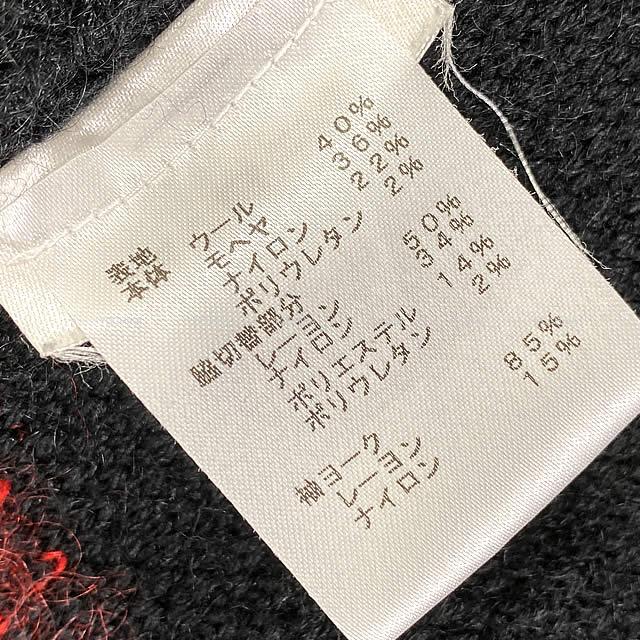 表地 ウール 40%
本体 モヘヤ 36%
ナイロン 22%
ポリウレタン 2%
脇切替部分
レーヨン 50%
ナイロン 34%
ポリエステル 14%
ポリウレタン 2%
袖ヨーク
レーヨン 85%
ナイロン 15%